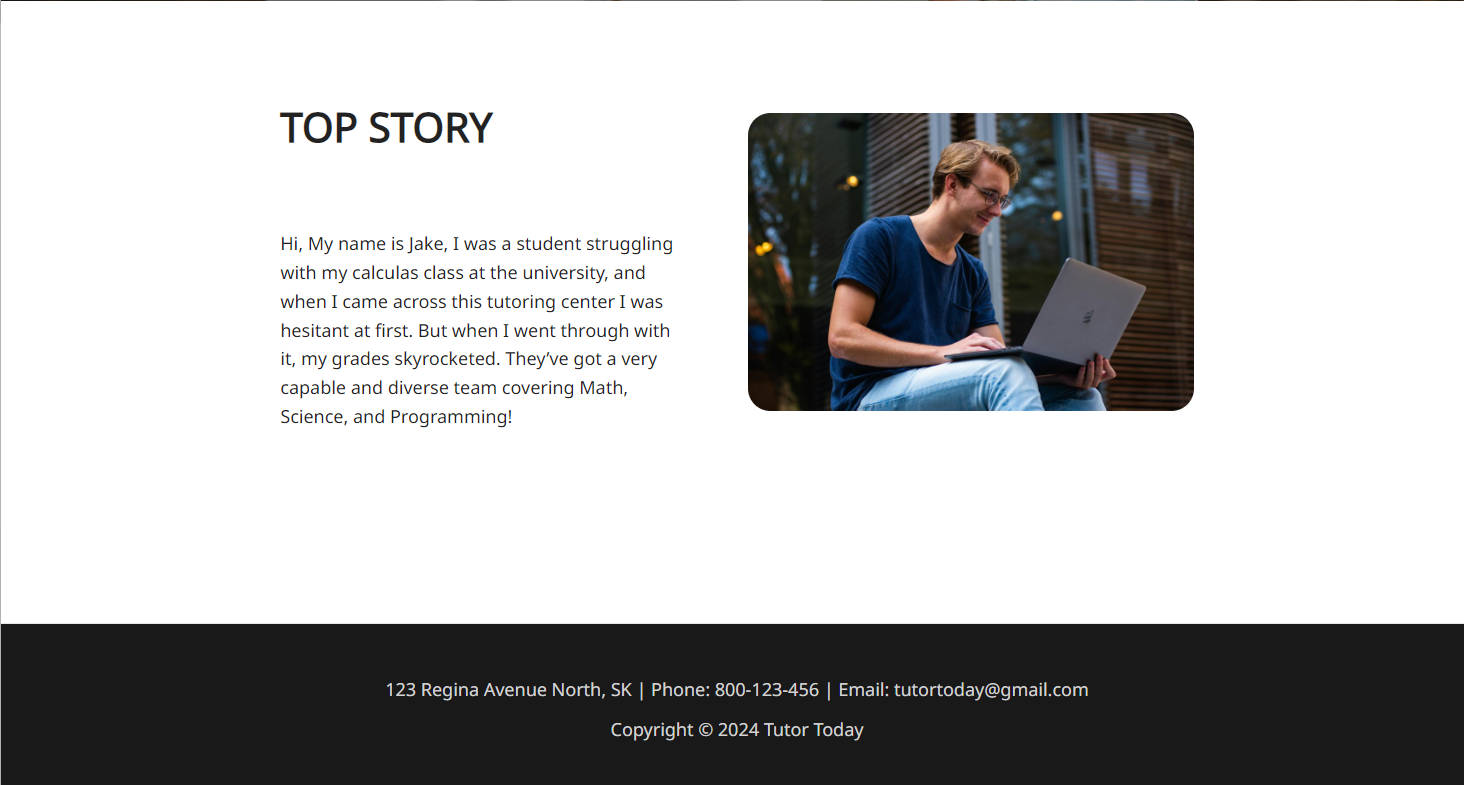 TOP STORY
Hi, My name is Jake, I was a student struggling
with my calculas class at the university, and
when I came across this tutoring center I was
hesitant at first. But when I went through with
it, my grades skyrocketed. They’ve got a very
capable and diverse team covering Math,
Science, and Programming!
123 Regina Avenue North, SK | Phone: 800-123-456 | Email: tutortoday@gmail.com
Copyright © 2024 Tutor Today